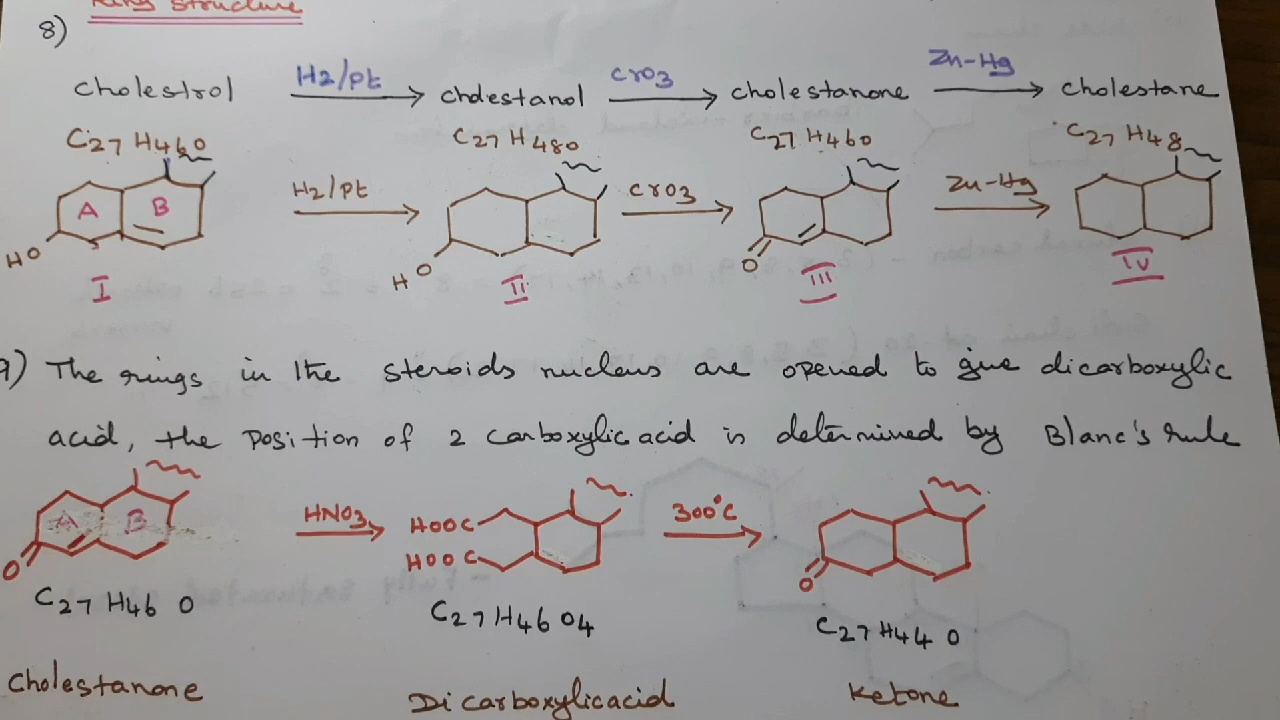 Ring structure
8)
cholestrol H2/pt cholestanol CrO3 cholestanone Zn-Hg cholestane
C27 H46O C27 H48O C27 H46O C27 H48
A B H2/pt CrO3 Zn-Hg
HO HO O
I II III IV
9) The rings in the steroids nucleus are opened to give dicarboxylic
acid, the position of 2 carboxylic acid is determined by Blanc's rule
A B HNO3 HOOC 300°C
O HOOC O
C27 H46 O C27 H46 O4 C27 H44 O
cholestanone Dicarboxylicacid ketone